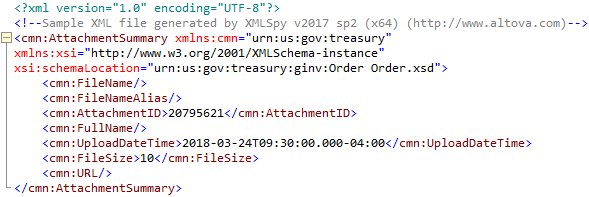 <?xml version="1.0" encoding="UTF-8"?>
<!--Sample XML file generated by XMLSpy v2017 sp2 (x64) (http://www.altova.com)-->
<cmn:AttachmentSummary xmlns:cmn="urn:us:gov:treasury"
xmlns:xsi="http://www.w3.org/2001/XMLSchema-instance"
xsi:schemaLocation="urn:us:gov:treasury:ginv:Order Order.xsd">
<cmn:FileName/>
<cmn:FileNameAlias/>
<cmn:AttachmentID>20795621</cmn:AttachmentID>
<cmn:FullName/>
<cmn:UploadDateTime>2018-03-24T09:30:00.000-04:00</cmn:UploadDateTime>
<cmn:FileSize>10</cmn:FileSize>
<cmn:URL/>
</cmn:AttachmentSummary>